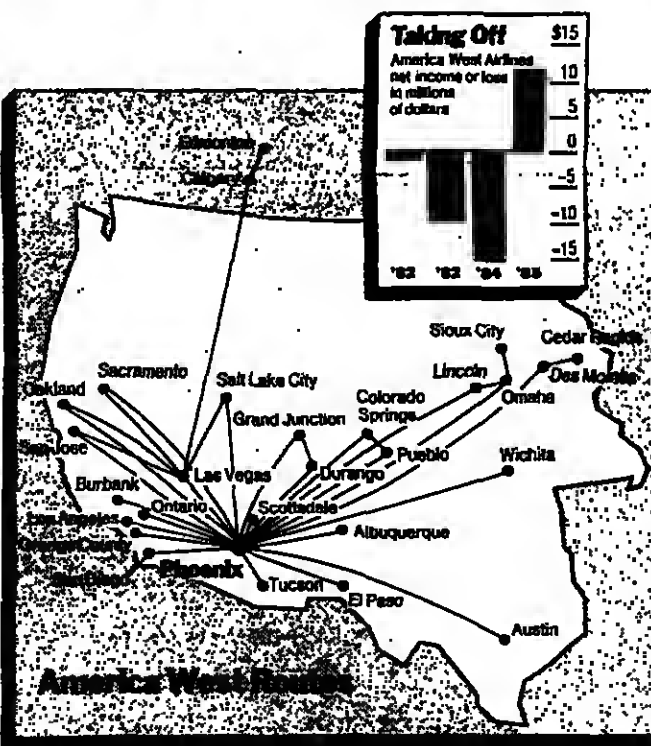 Taking Off
America West Airlines
net income or loss
in millions
of dollars
$15
10
5
0
-5
-10
-15
'82 '82 '84 '85
Edmonton
Calgary
Sioux City
Cedar Rapids
Lincoln
Des Moines
Omaha
Sacramento
Salt Lake City
Colorado
Springs
Oakland
Grand Junction
San Jose
Las Vegas
Durango
Pueblo
Wichita
Burbank
Ontario
Scottsdale
Los Angeles
Albuquerque
Orange County
San Diego
Phoenix
Tucson
El Paso
Austin
America West Routes